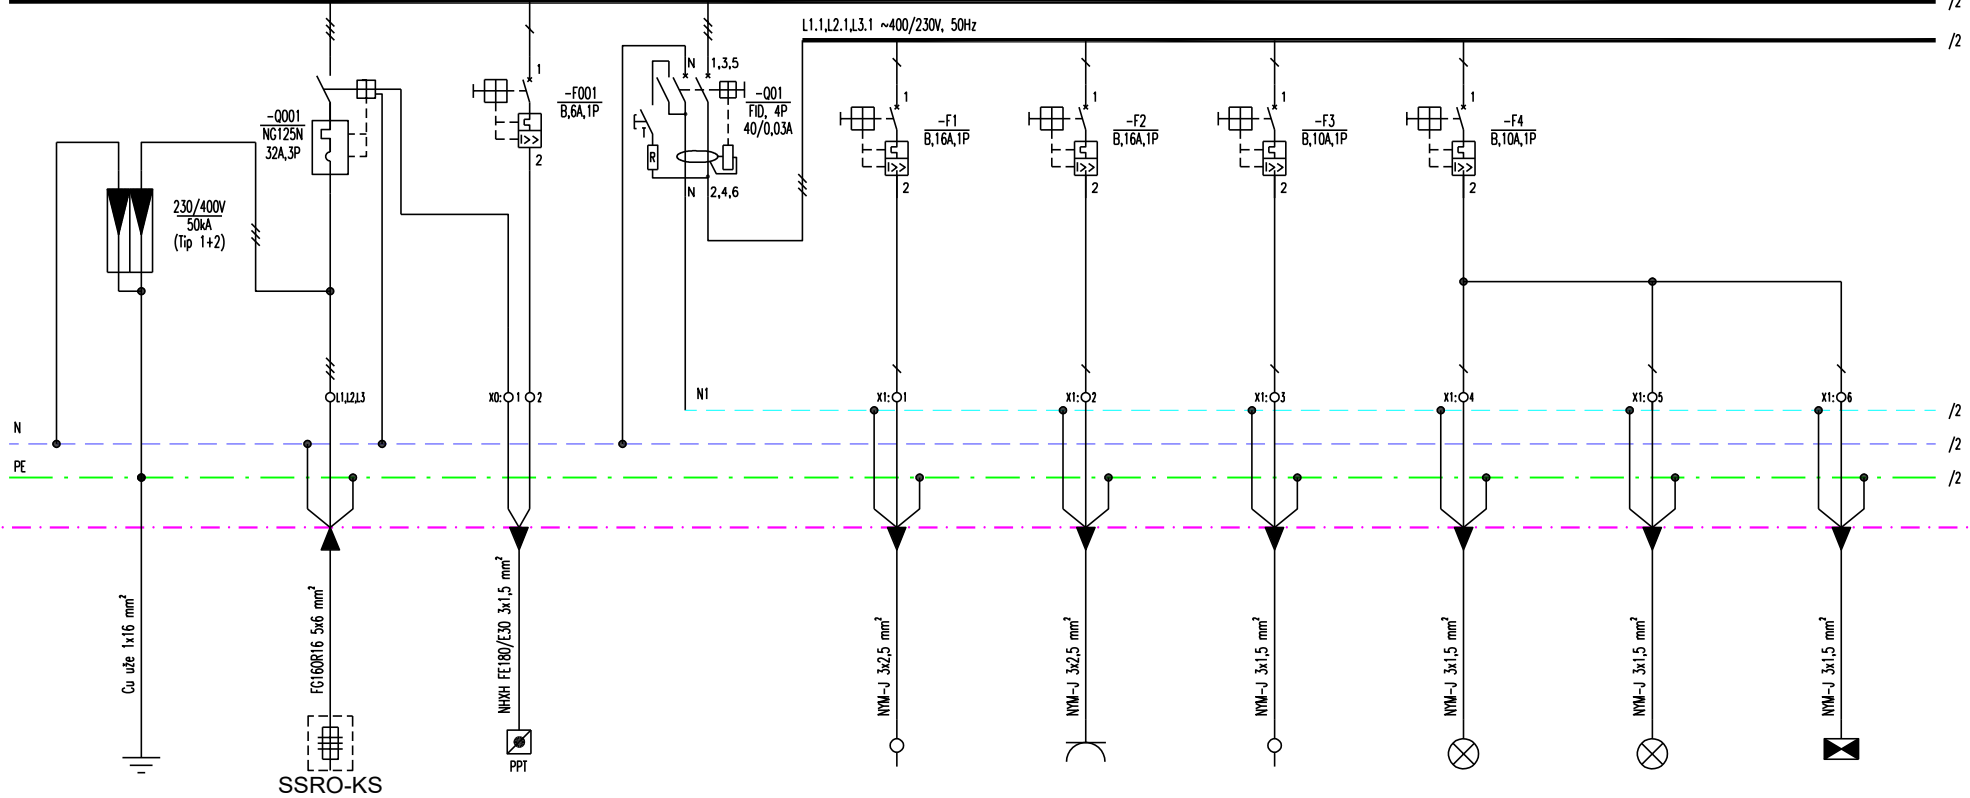 /2
L1.1,L2.1,L3.1 ~400/230V, 50Hz
/2
-Q001
NG125N
32A,3P
230/400V
50kA
(Tip 1+2)
1
-F001
B,6A,1P
I>>
2
N 1,3,5
-Q01
FID, 4P
40/0,03A
T
R
N 2,4,6
1
-F1
B,16A,1P
I>>
2
1
-F2
B,16A,1P
I>>
2
1
-F3
B,10A,1P
I>>
2
1
-F4
B,10A,1P
I>>
2
N1
L1,L2,L3
X0: 1 2
X1: 1
X1: 2
X1: 3
X1: 4
X1: 5
X1: 6
/2
N
/2
PE
/2
Cu uže 1x16 mm²
FG16OR16 5x6 mm²
NHXH FE180/E30 3x1,5 mm²
NYM-J 3x2,5 mm²
NYM-J 3x2,5 mm²
NYM-J 3x1,5 mm²
NYM-J 3x1,5 mm²
NYM-J 3x1,5 mm²
NYM-J 3x1,5 mm²
SSRO-KS
PPT